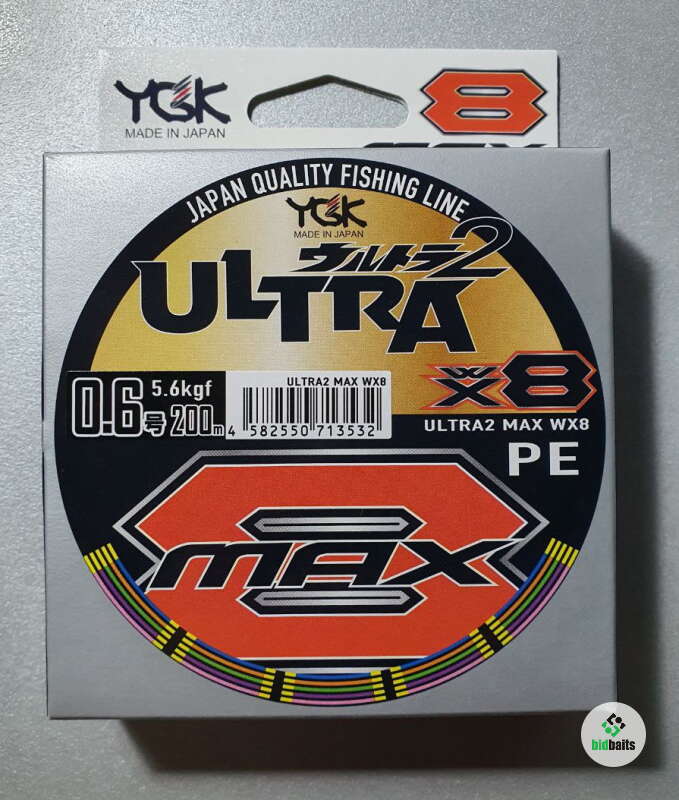 YGK
MADE IN JAPAN
8
JAPAN QUALITY FISHING LINE
YGK
MADE IN JAPAN
ウルトラ2
ULTRA
WX8
ULTRA2 MAX WX8
PE
0.6号
5.6kgf
200m
ULTRA2 MAX WX8
4 582550 713532
MAX
bidbaits